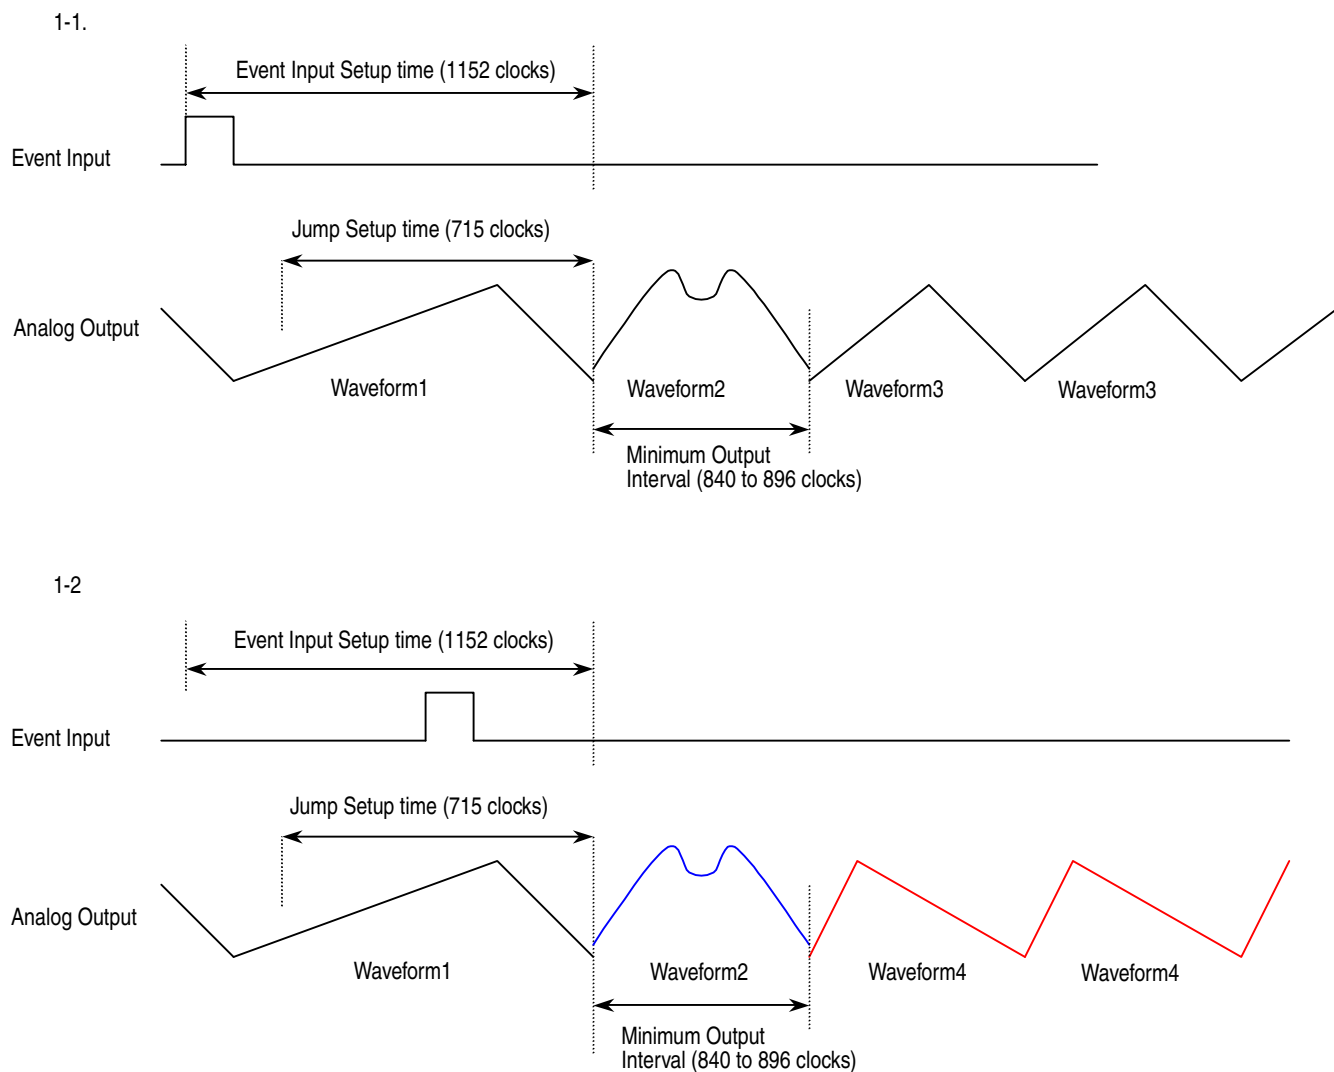 1-1.
Event Input Setup time (1152 clocks)
Event Input
Jump Setup time (715 clocks)
Analog Output
Waveform1
Waveform2
Waveform3
Waveform3
Minimum Output
Interval (840 to 896 clocks)
1-2
Event Input Setup time (1152 clocks)
Event Input
Jump Setup time (715 clocks)
Analog Output
Waveform1
Waveform2
Waveform4
Waveform4
Minimum Output
Interval (840 to 896 clocks)